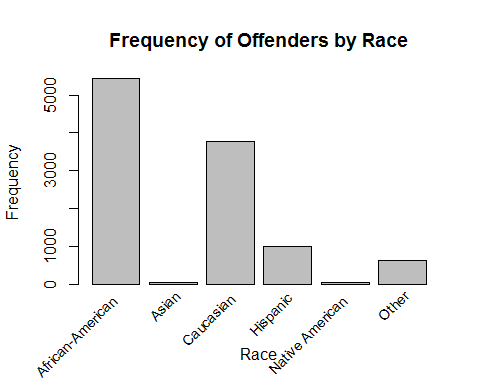 Frequency of Offenders by Race
Frequency
5000
3000
1000
0
African-American
Asian
Caucasian
Hispanic
Native American
Other
Race